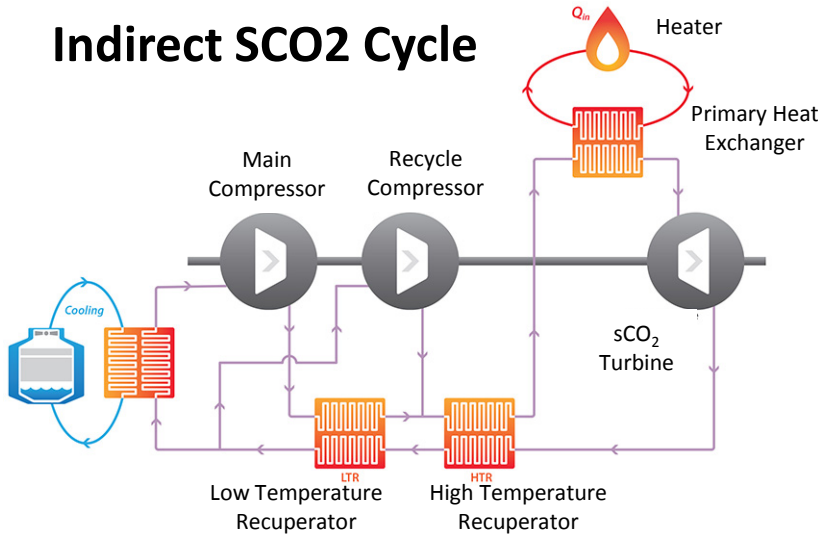 Indirect SCO2 Cycle
Qin
Heater
Primary Heat
Exchanger
Main
Compressor
Recycle
Compressor
Cooling
sCO₂
Turbine
LTR
HTR
Low Temperature
Recuperator
High Temperature
Recuperator